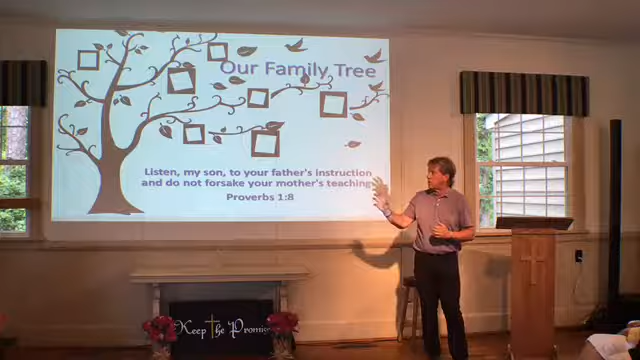 Our Family Tree
Listen, my son, to your father's instruction
and do not forsake your mother's teaching
Proverbs 1:8
Keep the Promise